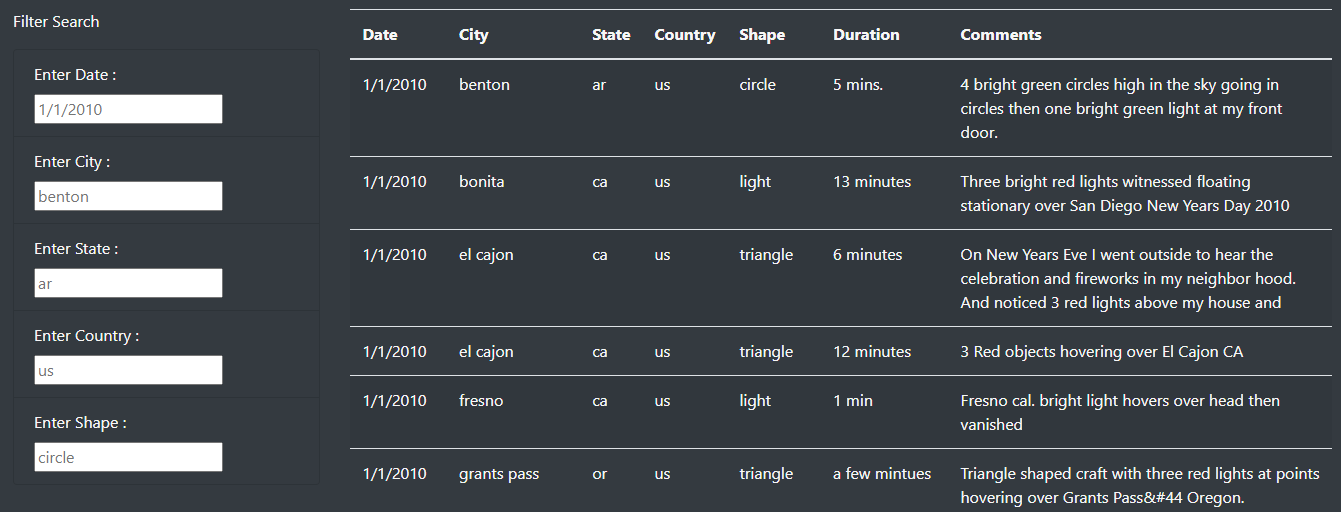 Filter Search
Enter Date :
1/1/2010
Enter City :
benton
Enter State :
ar
Enter Country :
us
Enter Shape :
circle
Date City State Country Shape Duration Comments
1/1/2010 benton ar us circle 5 mins. 4 bright green circles high in the sky going in
circles then one bright green light at my front
door.
1/1/2010 bonita ca us light 13 minutes Three bright red lights witnessed floating
stationary over San Diego New Years Day 2010
1/1/2010 el cajon ca us triangle 6 minutes On New Years Eve I went outside to hear the
celebration and fireworks in my neighbor hood.
And noticed 3 red lights above my house and
1/1/2010 el cajon ca us triangle 12 minutes 3 Red objects hovering over El Cajon CA
1/1/2010 fresno ca us light 1 min Fresno cal. bright light hovers over head then
vanished
1/1/2010 grants pass or us triangle a few mintues Triangle shaped craft with three red lights at points
hovering over Grants Pass&#44 Oregon.